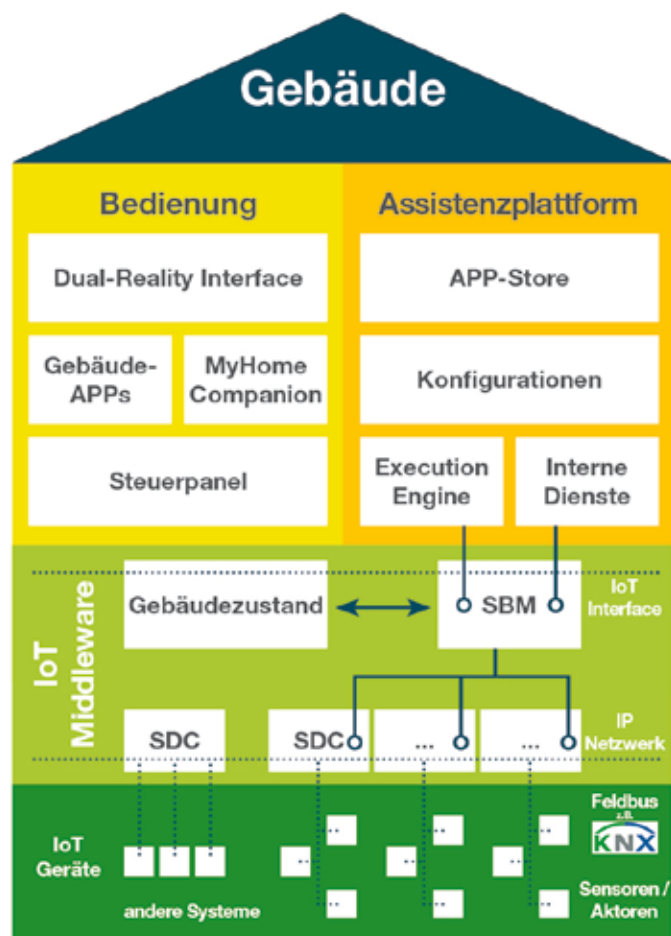 Gebäude
Bedienung
Assistenzplattform
Dual-Reality Interface
APP-Store
Gebäude-
APPs
MyHome
Companion
Konfigurationen
Steuerpanel
Execution
Engine
Interne
Dienste
IoT
Middleware
Gebäudezustand
SBM
IoT
Interface
SDC
SDC
...
...
IP
Netzwerk
IoT
Geräte
andere Systeme
Feldbus
z.B.
KNX
Sensoren /
Aktoren